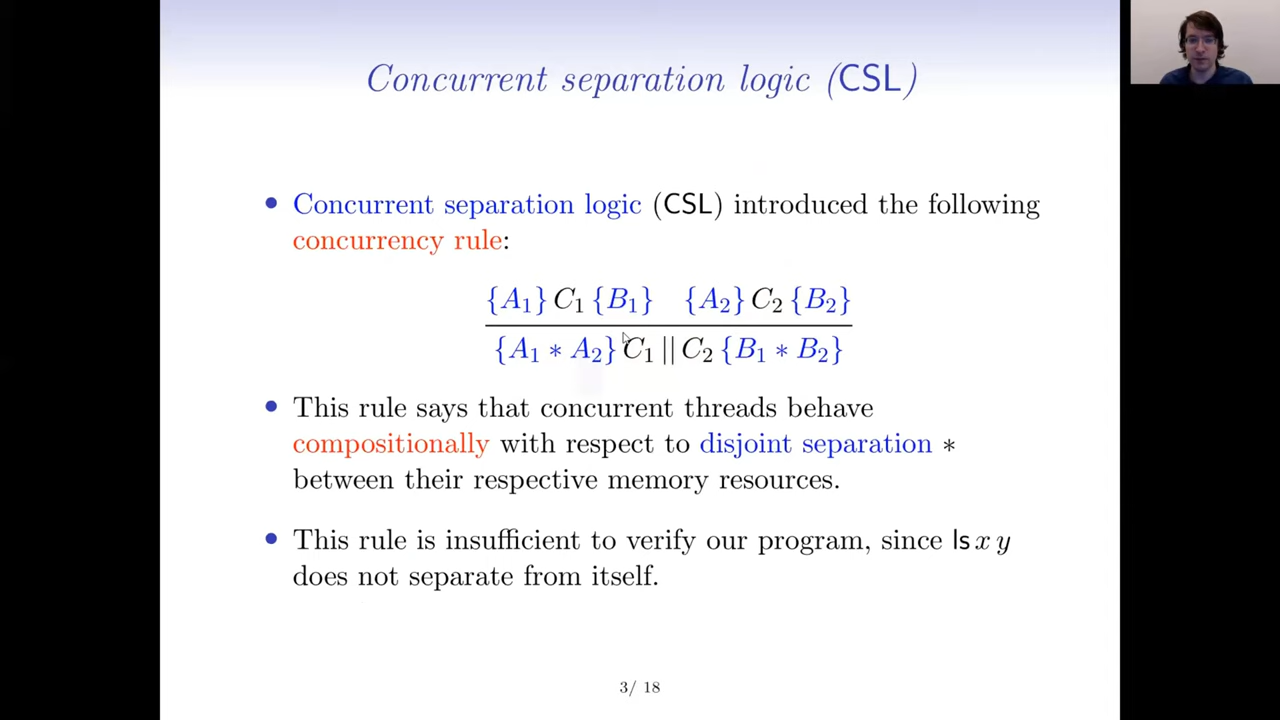 Concurrent separation logic (CSL)
• Concurrent separation logic (CSL) introduced the following
concurrency rule:
{A₁} C₁ {B₁} {A₂} C₂ {B₂}
{A₁ ∗ A₂} C₁ || C₂ {B₁ ∗ B₂}
• This rule says that concurrent threads behave
compositionally with respect to disjoint separation ∗
between their respective memory resources.
• This rule is insufficient to verify our program, since ls x y
does not separate from itself.
3/ 18